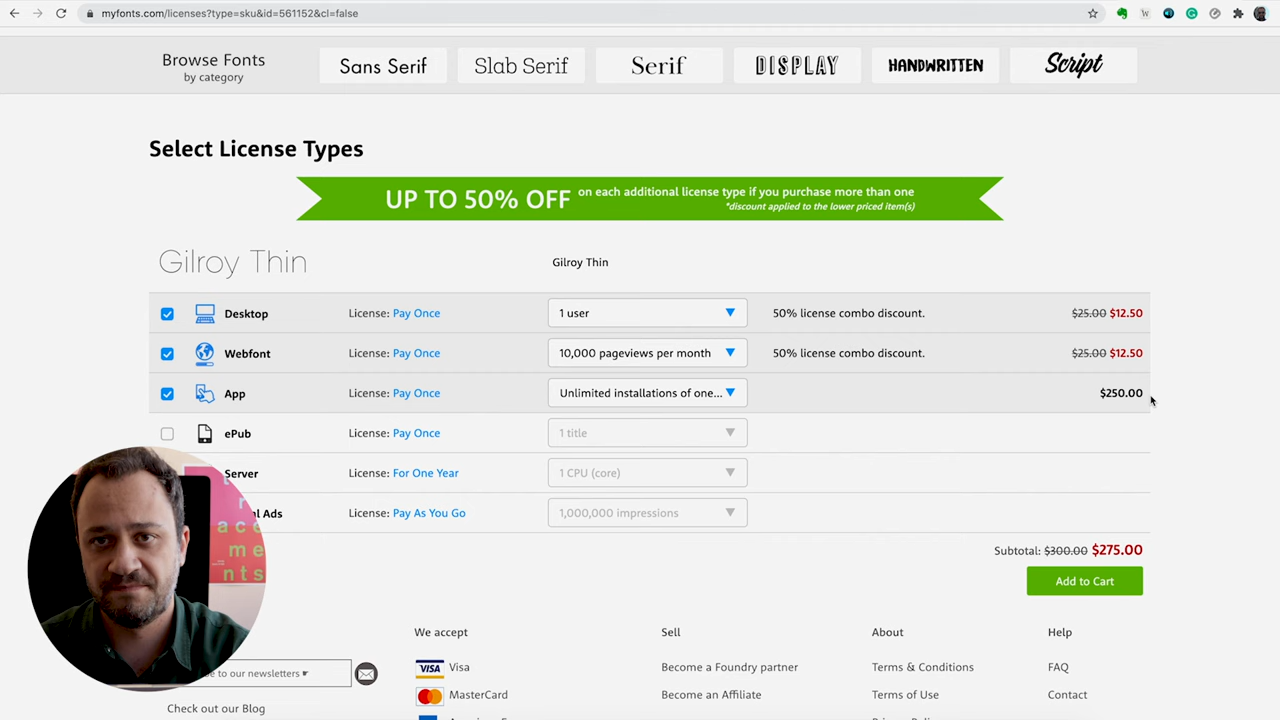 myfonts.com/licenses?type=sku&id=561152&cl=false
Browse Fonts
by category
Sans Serif
Slab Serif
Serif
DISPLAY
HANDWRITTEN
Script
Select License Types
UP TO 50% OFF
on each additional license type if you purchase more than one
*discount applied to the lower priced item(s)
Gilroy Thin
Gilroy Thin
Desktop License: Pay Once 1 user 50% license combo discount. $25.00 $12.50
Webfont License: Pay Once 10,000 pageviews per month 50% license combo discount. $25.00 $12.50
App License: Pay Once Unlimited installations of one... $250.00
ePub License: Pay Once 1 title
Server License: For One Year 1 CPU (core)
Ads License: Pay As You Go 1,000,000 impressions
Subtotal: $300.00 $275.00
Add to Cart
We accept
Sell
About
Help
to our newsletters
VISA Visa
Become a Foundry partner
Terms & Conditions
FAQ
MasterCard
Become an Affiliate
Terms of Use
Contact
Check out our Blog